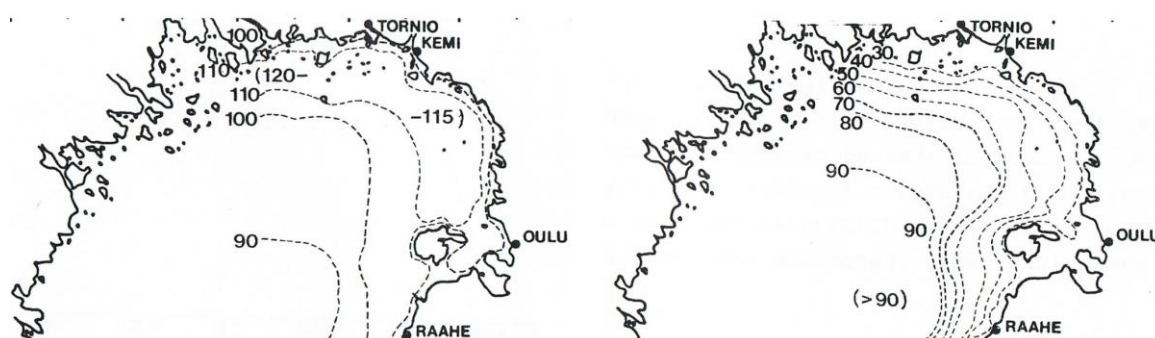 TORNIO
100
KEMI
110 (120–
110
100
–115)
90
OULU
RAAHE
TORNIO
30
KEMI
40
50
60
70
80
90
90
OULU
(>90)
RAAHE